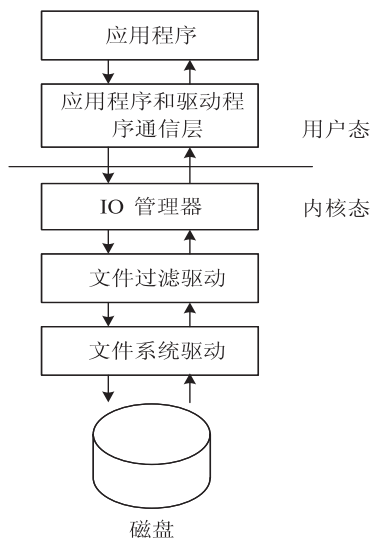 应用程序
应用程序和驱动程
序通信层
用户态
IO 管理器
内核态
文件过滤驱动
文件系统驱动
磁盘